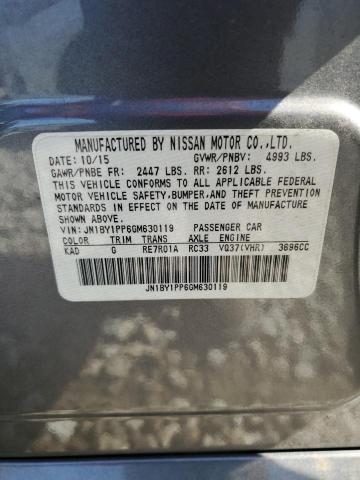 MANUFACTURED BY NISSAN MOTOR CO.,LTD.
DATE: 10/15 GVWR/PNBV: 4993 LBS.
GAWR/PNBE FR: 2447 LBS. RR: 2612 LBS.
THIS VEHICLE CONFORMS TO ALL APPLICABLE FEDERAL
MOTOR VEHICLE SAFETY,BUMPER,AND THEFT PREVENTION
STANDARDS IN EFFECT ON THE DATE OF MANUFACTURE
SHOWN ABOVE.
VIN: JN1BY1PP6GM630119 PASSENGER CAR
COLOR TRIM TRANS AXLE ENGINE
KAD G RE7R01A RC33 VQ37(VHR) 3696CC
JN1BY1PP6GM630119